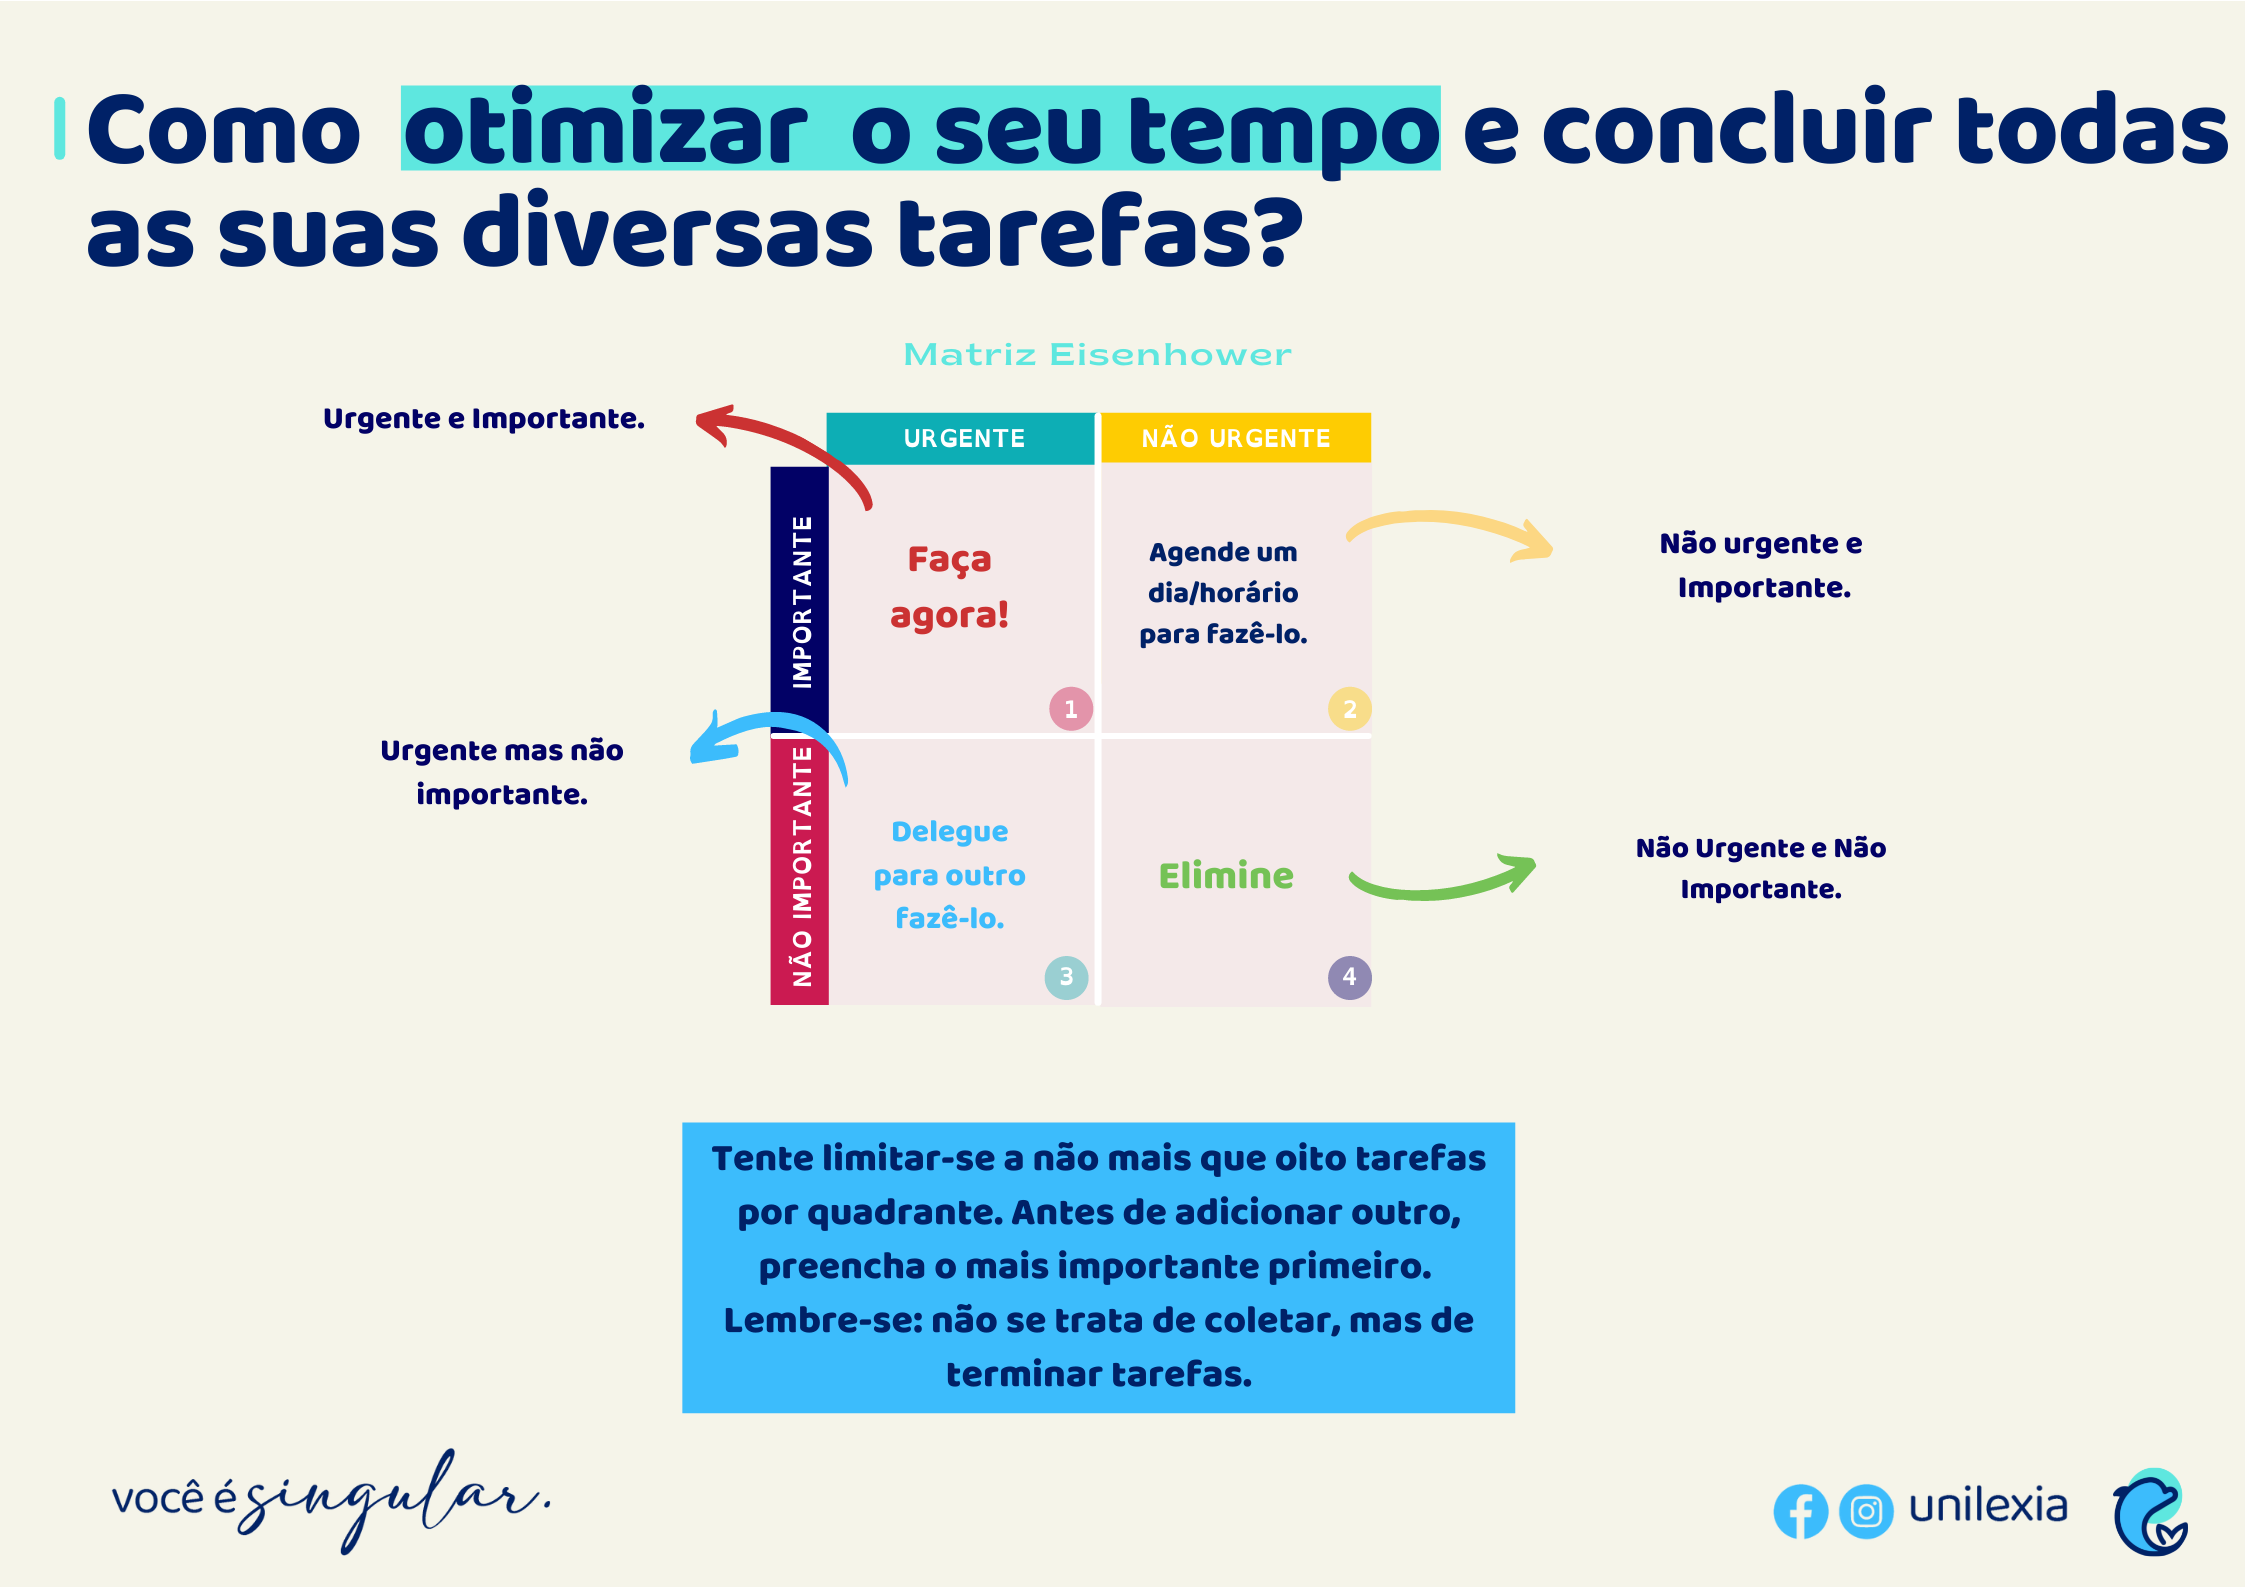 Como otimizar o seu tempo e concluir todas
as suas diversas tarefas?
Matriz Eisenhower
Urgente e Importante.
URGENTE
NÃO URGENTE
IMPORTANTE
Faça
agora!
1
Agende um
dia/horário
para fazê-lo.
2
Não urgente e
Importante.
Urgente mas não
importante.
NÃO IMPORTANTE
Delegue
para outro
fazê-lo.
3
Elimine
4
Não Urgente e Não
Importante.
Tente limitar-se a não mais que oito tarefas
por quadrante. Antes de adicionar outro,
preencha o mais importante primeiro.
Lembre-se: não se trata de coletar, mas de
terminar tarefas.
você é singular.
unilexia